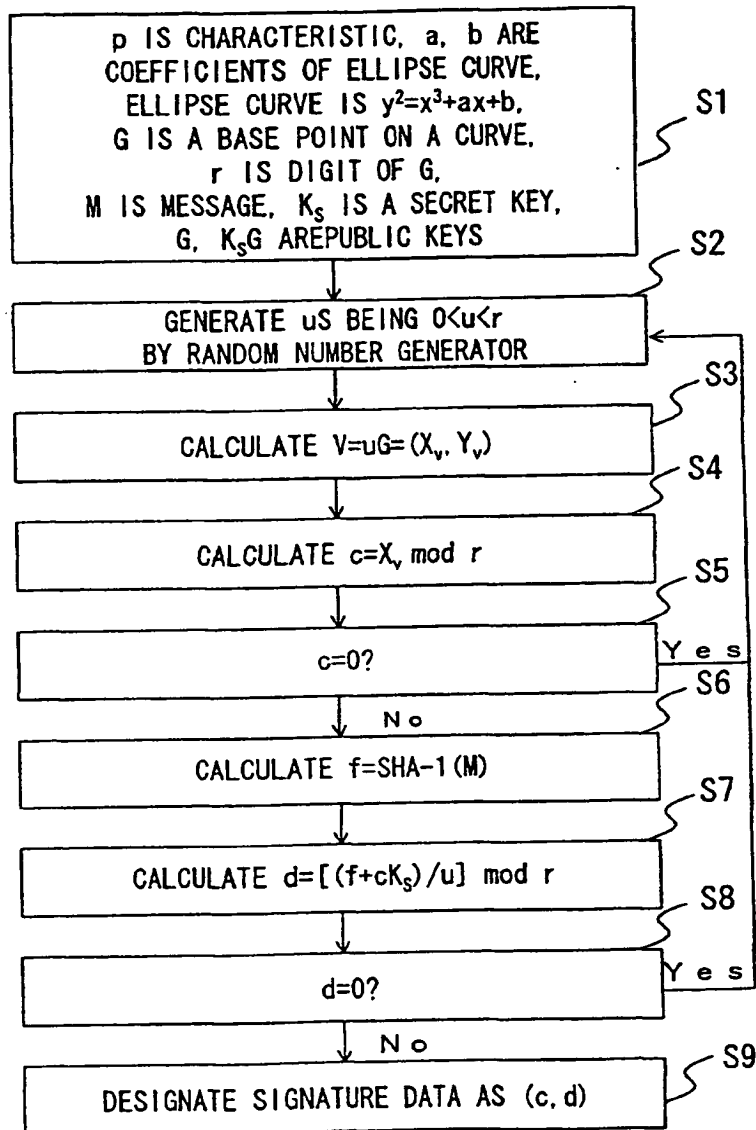 p IS CHARACTERISTIC, a, b ARE
COEFFICIENTS OF ELLIPSE CURVE,
ELLIPSE CURVE IS y²=x³+ax+b,
G IS A BASE POINT ON A CURVE,
r IS DIGIT OF G,
M IS MESSAGE, Kₛ IS A SECRET KEY,
G, KₛG AREPUBLIC KEYS
S1
S2
GENERATE uS BEING 0<u<r
BY RANDOM NUMBER GENERATOR
S3
CALCULATE V=uG=(Xᵥ, Yᵥ)
S4
CALCULATE c=Xᵥ mod r
S5
c=0?
Yes
No
S6
CALCULATE f=SHA-1(M)
S7
CALCULATE d=[(f+cKₛ)/u] mod r
S8
d=0?
Yes
No
S9
DESIGNATE SIGNATURE DATA AS (c,d)